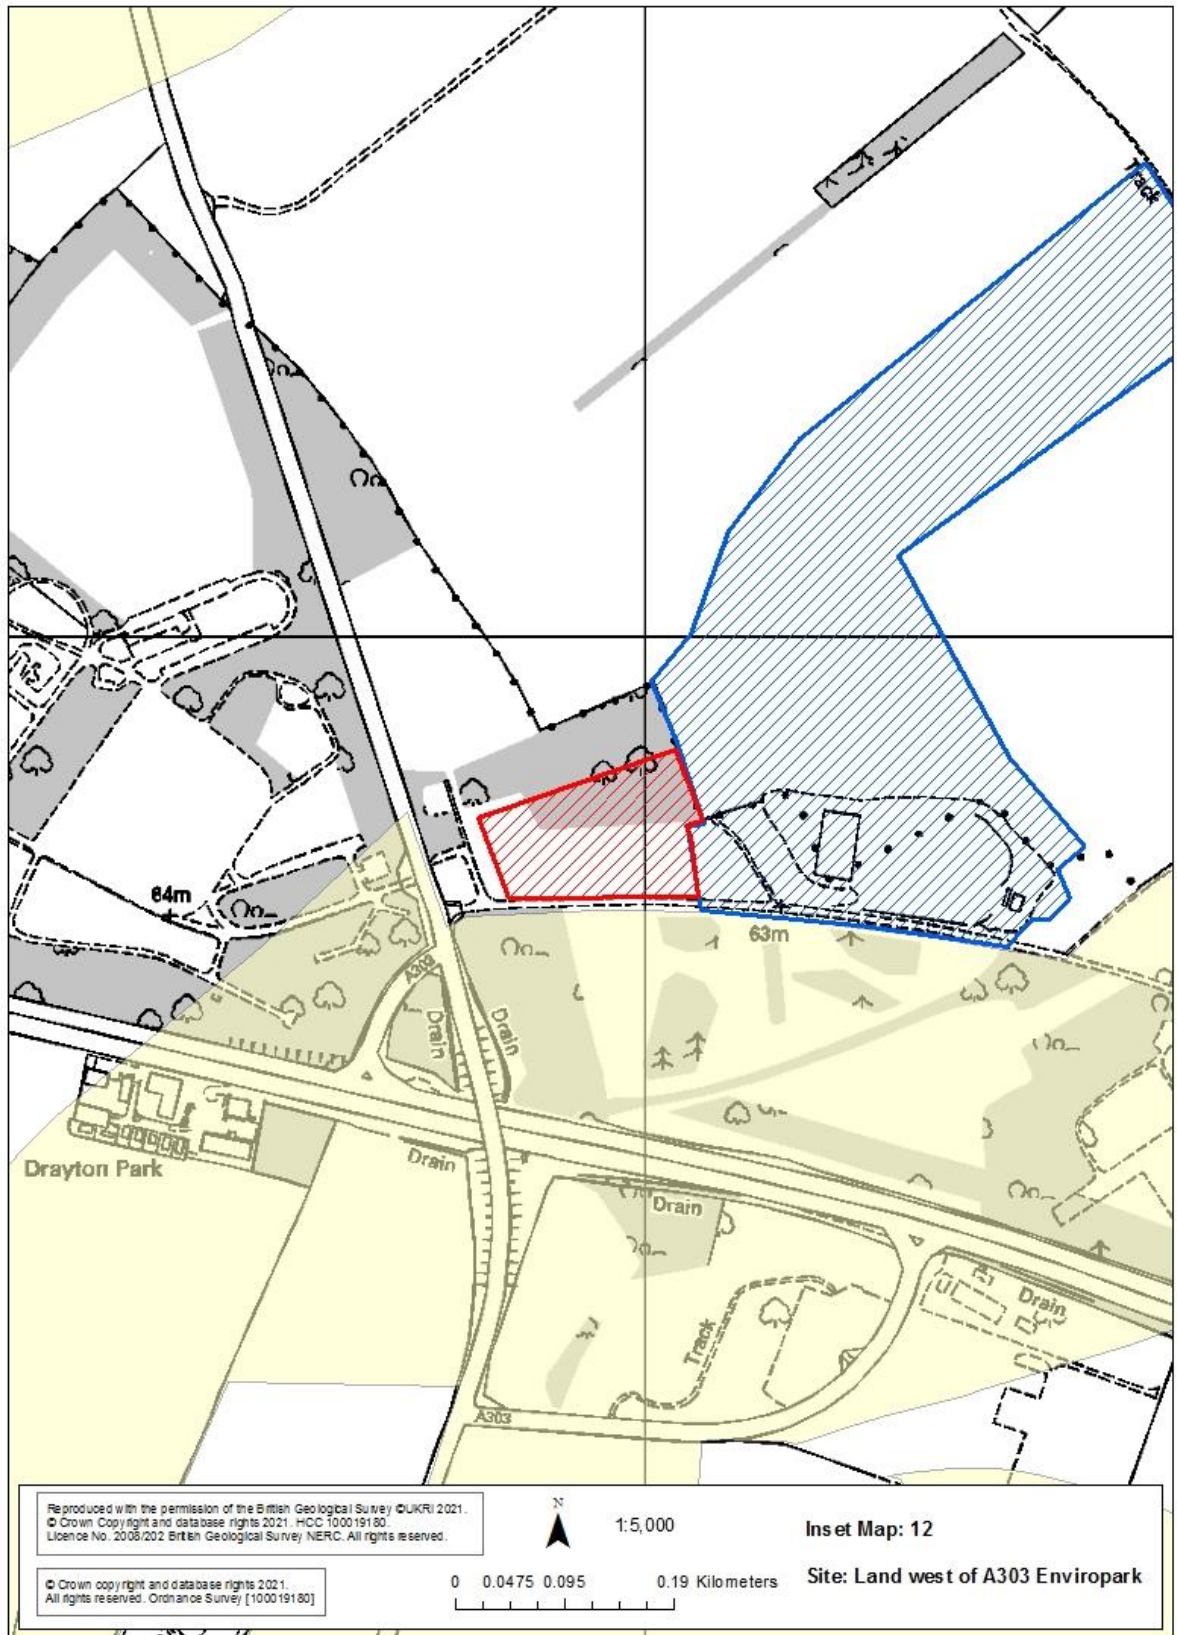 Track
64m
63m
A303
Drain
Drain
Drayton Park
Drain
Drain
Drain
Track
A303
Reproduced with the permission of the British Geological Survey ©UKRI 2021.
© Crown Copyright and database rights 2021. HCC 100019180.
Licence No. 2008/202 British Geological Survey NERC. All rights reserved.
N
1:5,000
Inset Map: 12
© Crown copyright and database rights 2021.
All rights reserved. Ordnance Survey [100019180]
0 0.0475 0.095 0.19 Kilometers
Site: Land west of A303 Enviropark